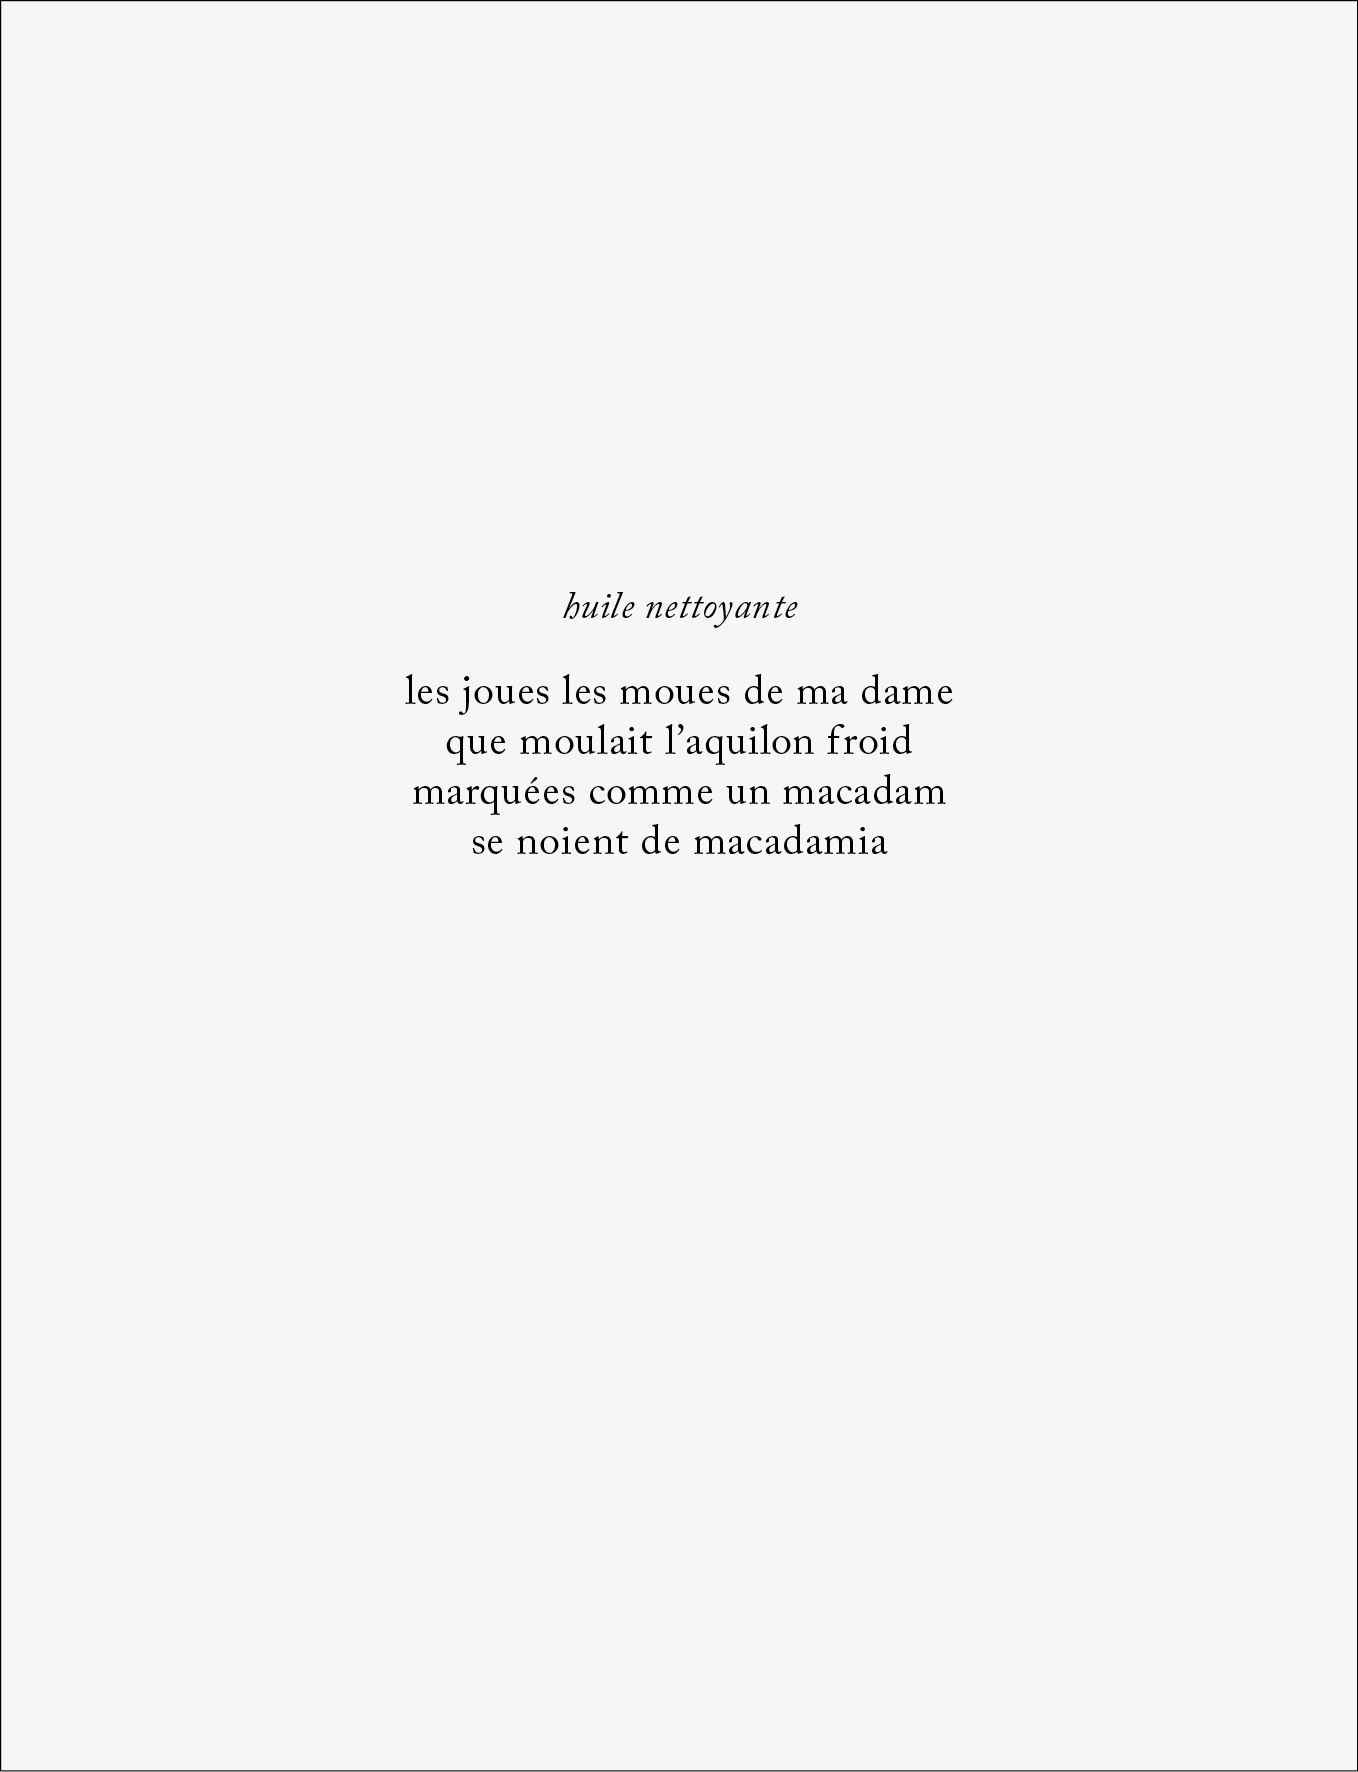 huile nettoyante
les joues les moues de ma dame
que moulait l’aquilon froid
marquées comme un macadam
se noient de macadamia